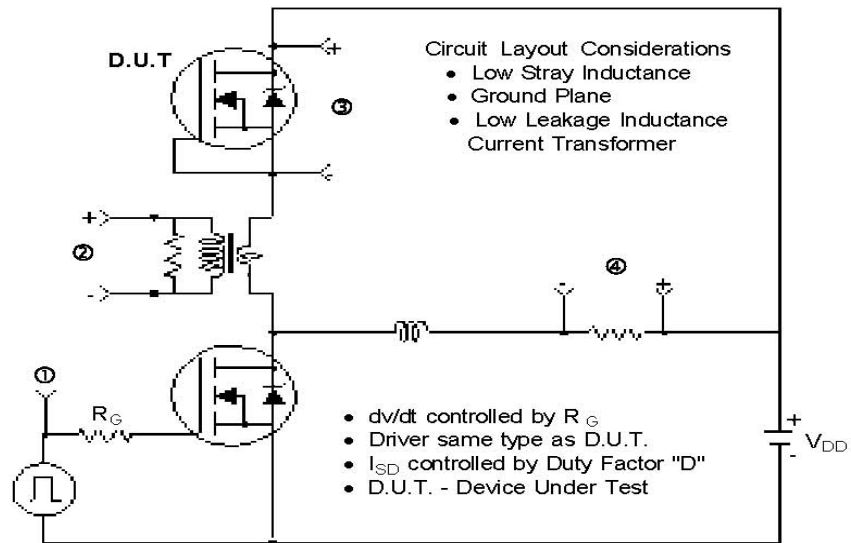 D.U.T
+
-
③
Circuit Layout Considerations
• Low Stray Inductance
• Ground Plane
• Low Leakage Inductance
Current Transformer
+
②
-
④
- +
①
R_G
• dv/dt controlled by R_G
• Driver same type as D.U.T.
• I_SD controlled by Duty Factor "D"
• D.U.T. - Device Under Test
+
V_DD
-